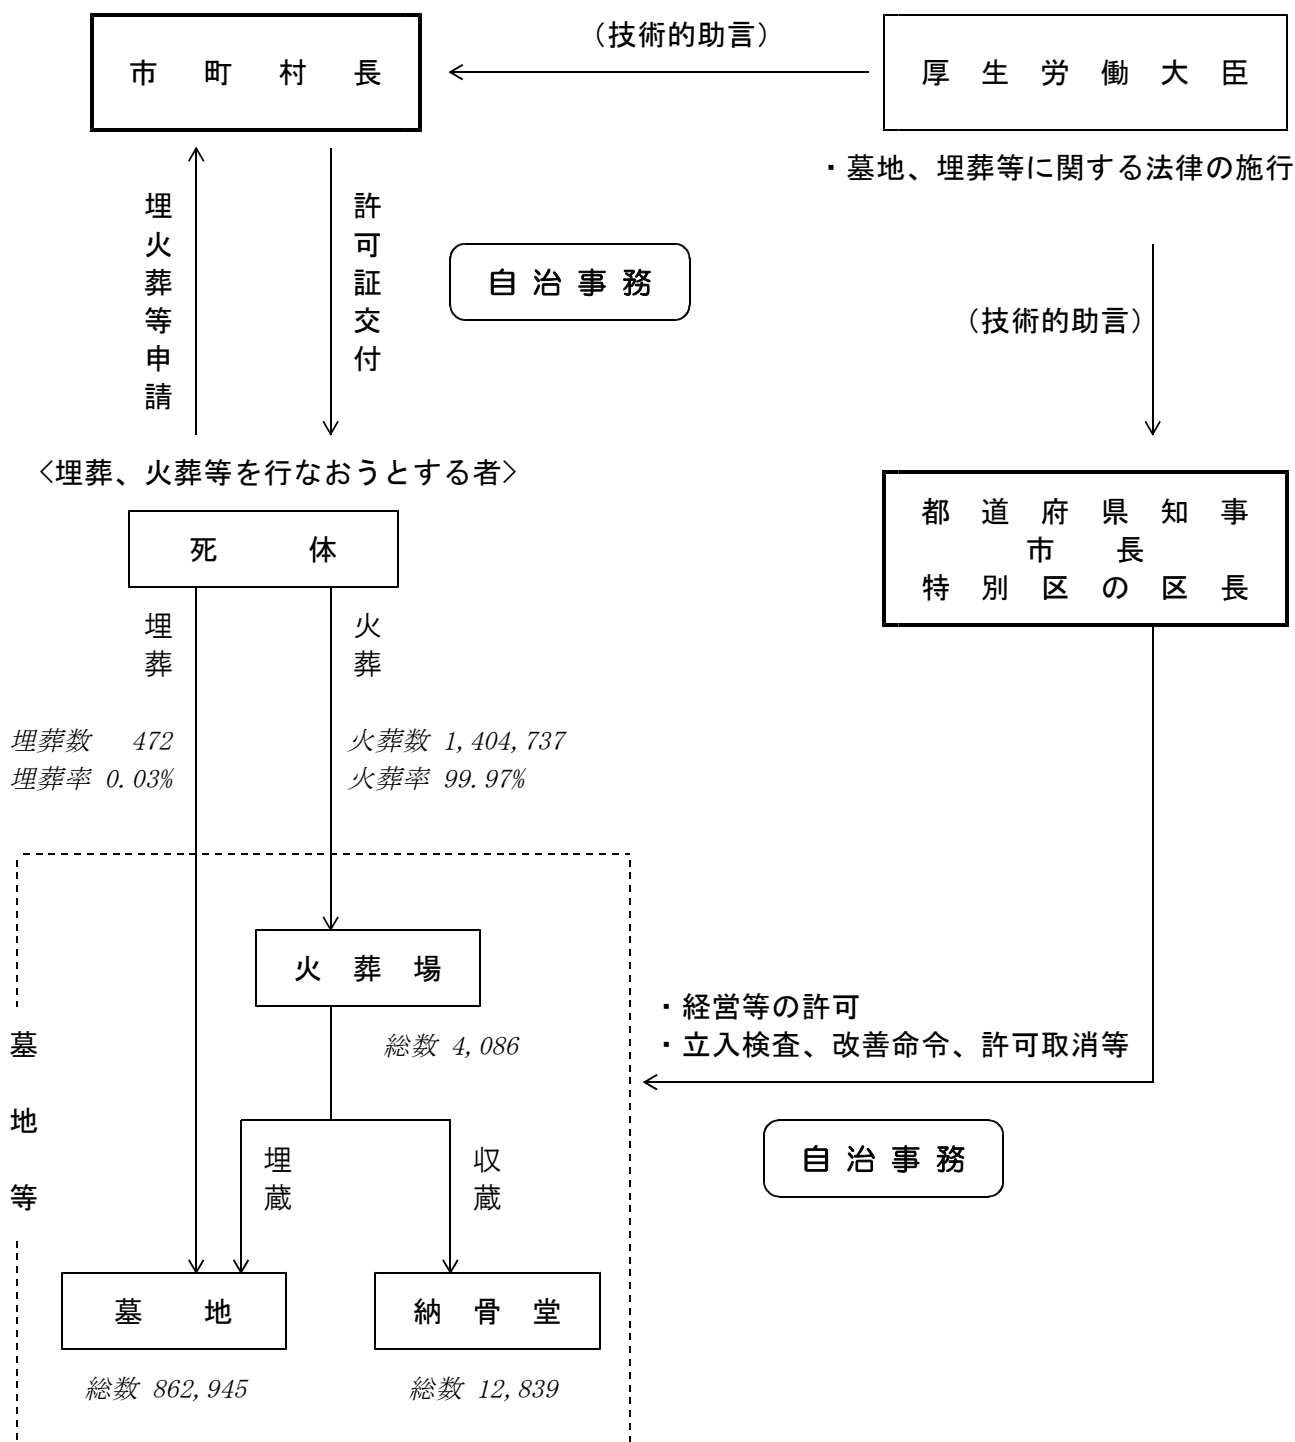 市町村長
（技術的助言）
厚生労働大臣
・墓地、埋葬等に関する法律の施行
埋火葬等申請
許可証交付
自治事務
（技術的助言）
＜埋葬、火葬等を行なおうとする者＞
都道府県知事
市長
特別区の区長
死体
埋葬
火葬
埋葬数 472
埋葬率 0.03%
火葬数 1,404,737
火葬率 99.97%
火葬場
総数 4,086
・経営等の許可
・立入検査、改善命令、許可取消等
墓地等
埋蔵
収蔵
自治事務
墓地
納骨堂
総数 862,945
総数 12,839